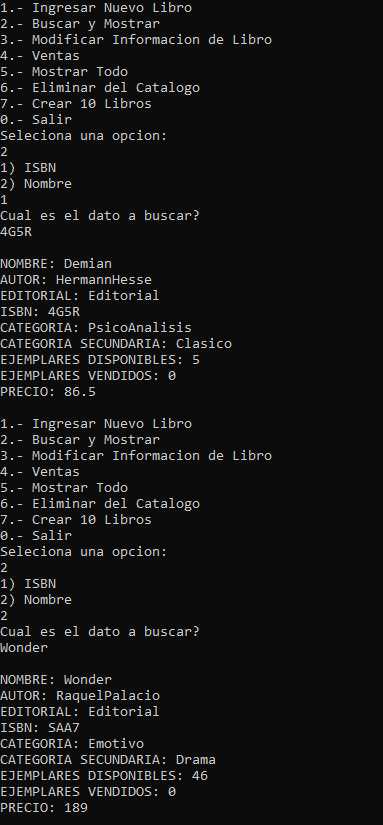 1.- Ingresar Nuevo Libro
2.- Buscar y Mostrar
3.- Modificar Informacion de Libro
4.- Ventas
5.- Mostrar Todo
6.- Eliminar del Catalogo
7.- Crear 10 Libros
0.- Salir
Seleciona una opcion:
2
1) ISBN
2) Nombre
1
Cual es el dato a buscar?
4G5R
NOMBRE: Demian
AUTOR: HermannHesse
EDITORIAL: Editorial
ISBN: 4G5R
CATEGORIA: PsicoAnalisis
CATEGORIA SECUNDARIA: Clasico
EJEMPLARES DISPONIBLES: 5
EJEMPLARES VENDIDOS: 0
PRECIO: 86.5
1.- Ingresar Nuevo Libro
2.- Buscar y Mostrar
3.- Modificar Informacion de Libro
4.- Ventas
5.- Mostrar Todo
6.- Eliminar del Catalogo
7.- Crear 10 Libros
0.- Salir
Seleciona una opcion:
2
1) ISBN
2) Nombre
2
Cual es el dato a buscar?
Wonder
NOMBRE: Wonder
AUTOR: RaquelPalacio
EDITORIAL: Editorial
ISBN: SAA7
CATEGORIA: Emotivo
CATEGORIA SECUNDARIA: Drama
EJEMPLARES DISPONIBLES: 46
EJEMPLARES VENDIDOS: 0
PRECIO: 189